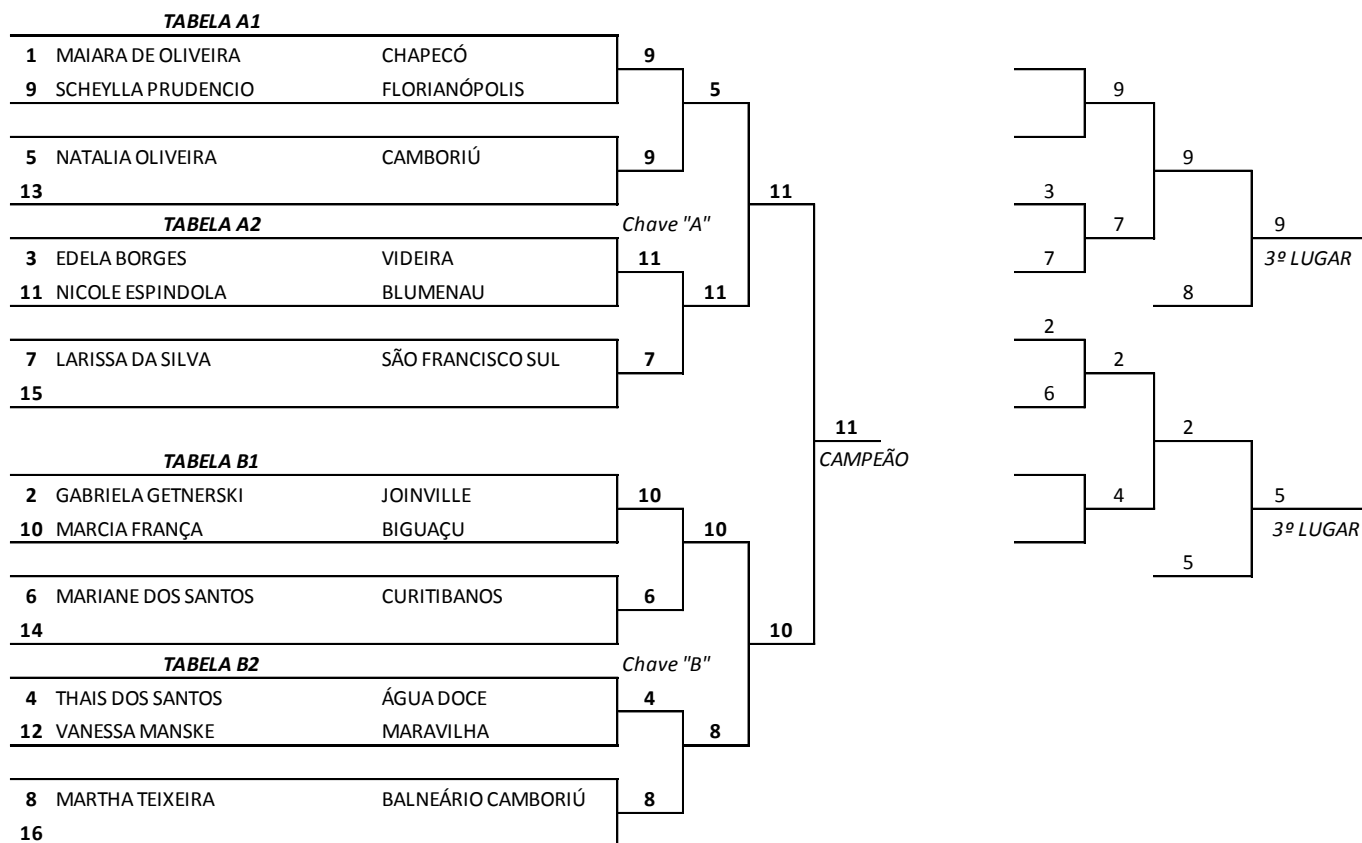 TABELA A1
1 MAIARA DE OLIVEIRA CHAPECÓ 9
9 SCHEYLLA PRUDENCIO FLORIANÓPOLIS 5 9
5 NATALIA OLIVEIRA CAMBORIÚ 9 9
13 11 3
TABELA A2 Chave "A" 7 9
3 EDELA BORGES VIDEIRA 11 7 3º LUGAR
11 NICOLE ESPINDOLA BLUMENAU 11 8
2
7 LARISSA DA SILVA SÃO FRANCISCO SUL 7 2
15 6
11 2
TABELA B1 CAMPEÃO
2 GABRIELA GETNERSKI JOINVILLE 10 4 5
10 MARCIA FRANÇA BIGUAÇU 10 3º LUGAR
5
6 MARIANE DOS SANTOS CURITIBANOS 6
14 10
TABELA B2 Chave "B"
4 THAIS DOS SANTOS ÁGUA DOCE 4
12 VANESSA MANSKE MARAVILHA 8
8 MARTHA TEIXEIRA BALNEÁRIO CAMBORIÚ 8
16